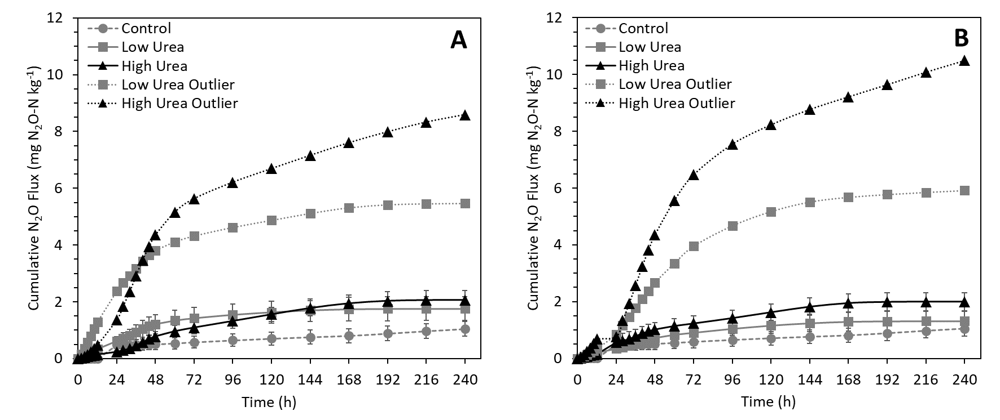 A
Cumulative N₂O Flux (mg N₂O-N kg⁻¹)
12
10
8
6
4
2
0
Control
Low Urea
High Urea
Low Urea Outlier
High Urea Outlier
0 24 48 72 96 120 144 168 192 216 240
Time (h)
B
Cumulative N₂O Flux (mg N₂O-N kg⁻¹)
12
10
8
6
4
2
0
Control
Low Urea
High Urea
Low Urea Outlier
High Urea Outlier
0 24 48 72 96 120 144 168 192 216 240
Time (h)